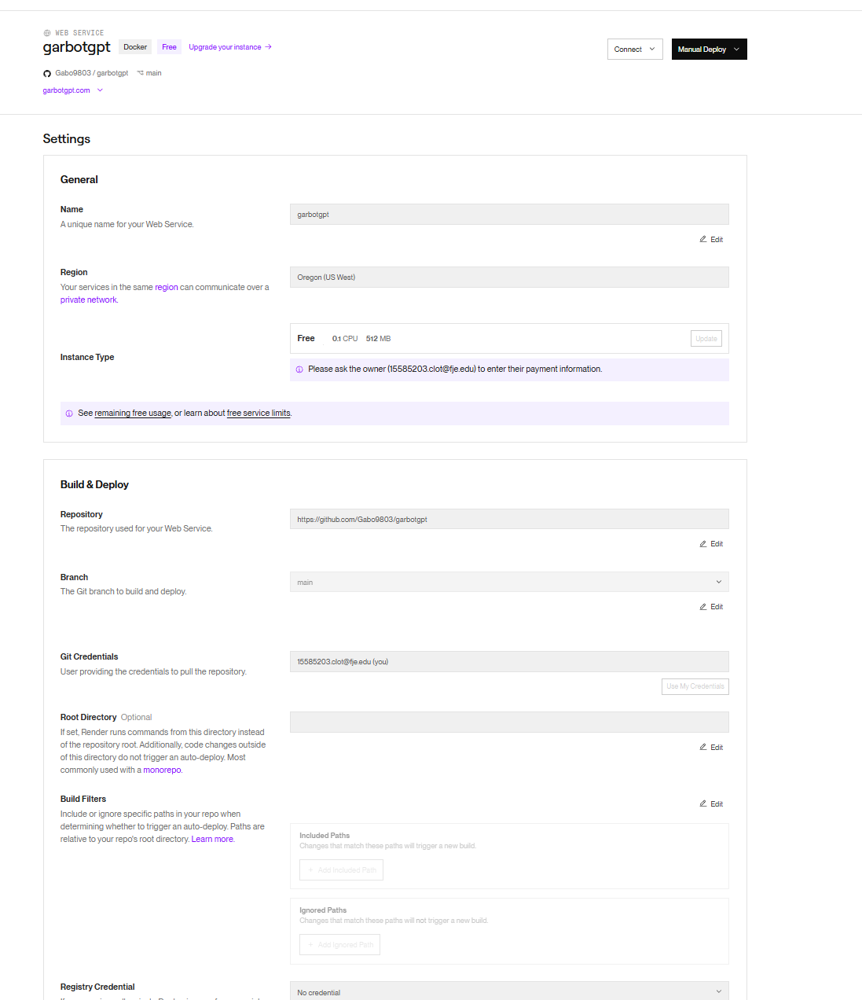 WEB SERVICE
garbotgpt Docker Free Upgrade your instance →
Connect
Manual Deploy
Gabo9803 / garbotgpt main
garbotgpt.com
Settings
General
Name
A unique name for your Web Service.
garbotgpt
Edit
Region
Your services in the same region can communicate over a
private network.
Oregon (US West)
Instance Type
Free 0.1 CPU 512 MB
Update
Please ask the owner (15585203.clot@fje.edu) to enter their payment information.
See remaining free usage, or learn about free service limits.
Build & Deploy
Repository
The repository used for your Web Service.
https://github.com/Gabo9803/garbotgpt
Edit
Branch
The Git branch to build and deploy.
main
Edit
Git Credentials
User providing the credentials to pull the repository.
15585203.clot@fje.edu (you)
Use My Credentials
Root Directory Optional
If set, Render runs commands from this directory instead
of the repository root. Additionally, code changes outside
of this directory do not trigger an auto-deploy. Most
commonly used with a monorepo.
Edit
Build Filters
Include or ignore specific paths in your repo when
determining whether to trigger an auto-deploy. Paths are
relative to your repo's root directory. Learn more.
Edit
Included Paths
Changes that match these paths will trigger a new build.
+ Add Included Path
Ignored Paths
Changes that match these paths will not trigger a new build.
+ Add Ignored Path
Registry Credential
No credential